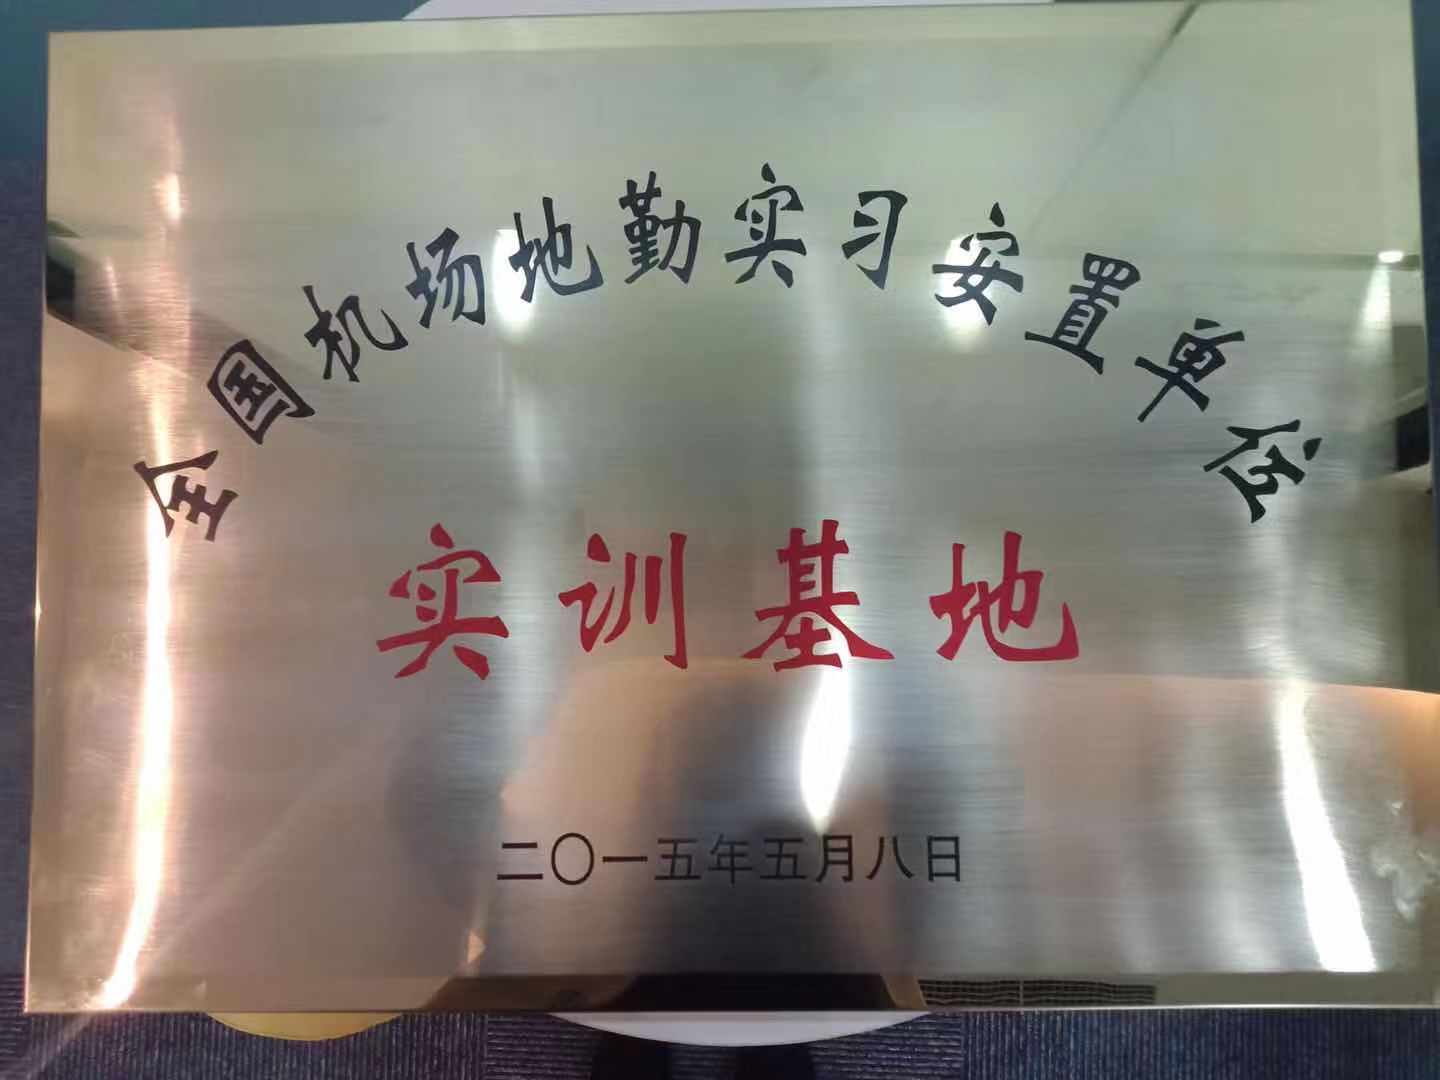 全国机场地勤实习安置单位
实训基地
二〇一五年五月八日